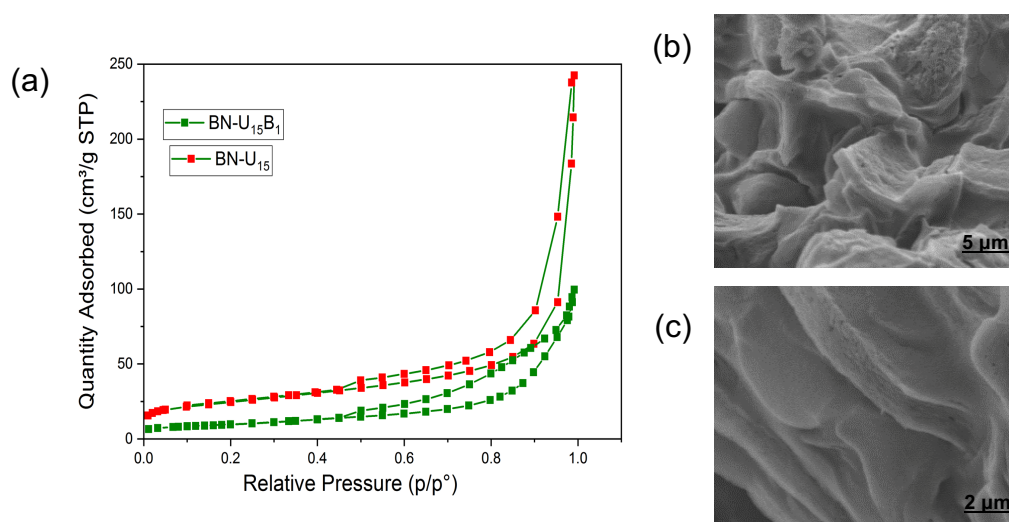 (a)
Quantity Adsorbed (cm³/g STP)
250
200
150
100
50
0
BN-U₁₅B₁
BN-U₁₅
0.0
0.2
0.4
0.6
0.8
1.0
Relative Pressure (p/p°)
(b)
5 µm
(c)
2 µm